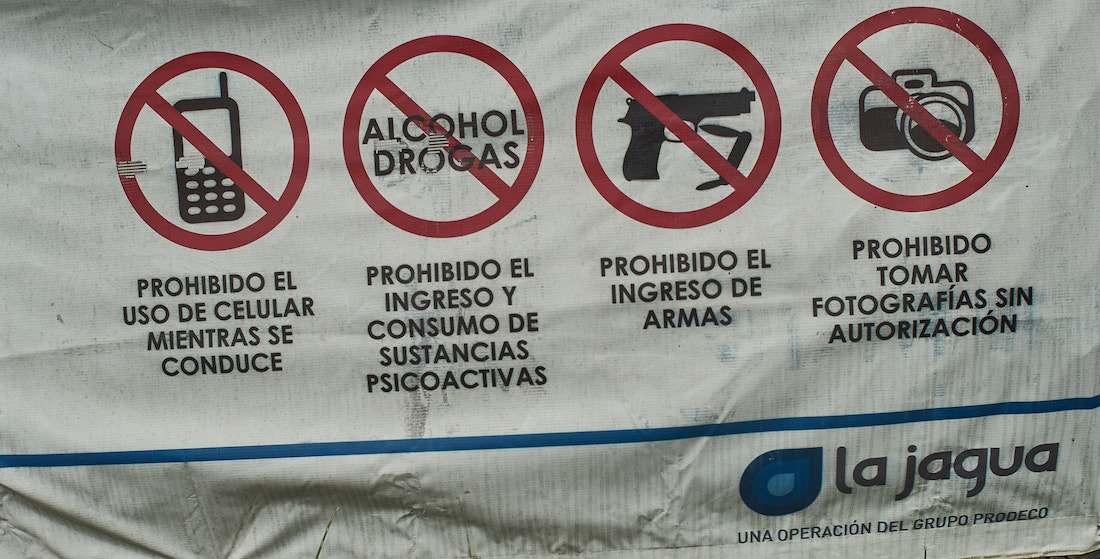 ALCOHOL
DROGAS
PROHIBIDO EL
USO DE CELULAR
MIENTRAS SE
CONDUCE
PROHIBIDO EL
INGRESO Y
CONSUMO DE
SUSTANCIAS
PSICOACTIVAS
PROHIBIDO EL
INGRESO DE
ARMAS
PROHIBIDO
TOMAR
FOTOGRAFÍAS SIN
AUTORIZACIÓN
la jagua
UNA OPERACIÓN DEL GRUPO PRODECO